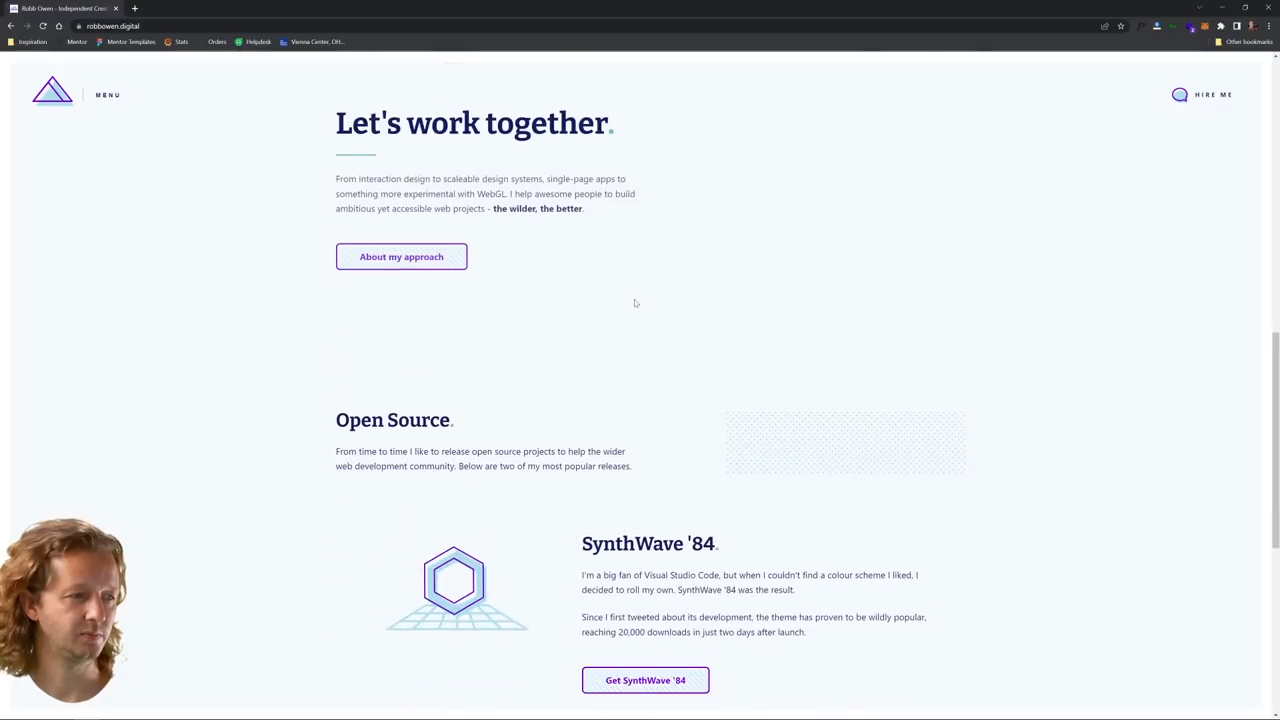 Robb Owen - Independent Creat
robbowen.digital
Inspiration
Mentor
Mentor Templates
Stats
Orders
Helpdesk
Vienna Center, OH...
Other bookmarks
MENU
HIRE ME
Let's work together.
From interaction design to scaleable design systems, single-page apps to
something more experimental with WebGL. I help awesome people to build
ambitious yet accessible web projects - the wilder, the better.
About my approach
Open Source.
From time to time I like to release open source projects to help the wider
web development community. Below are two of my most popular releases.
SynthWave '84.
I'm a big fan of Visual Studio Code, but when I couldn't find a colour scheme I liked, I
decided to roll my own. SynthWave '84 was the result.
Since I first tweeted about its development, the theme has proven to be wildly popular,
reaching 20,000 downloads in just two days after launch.
Get SynthWave '84